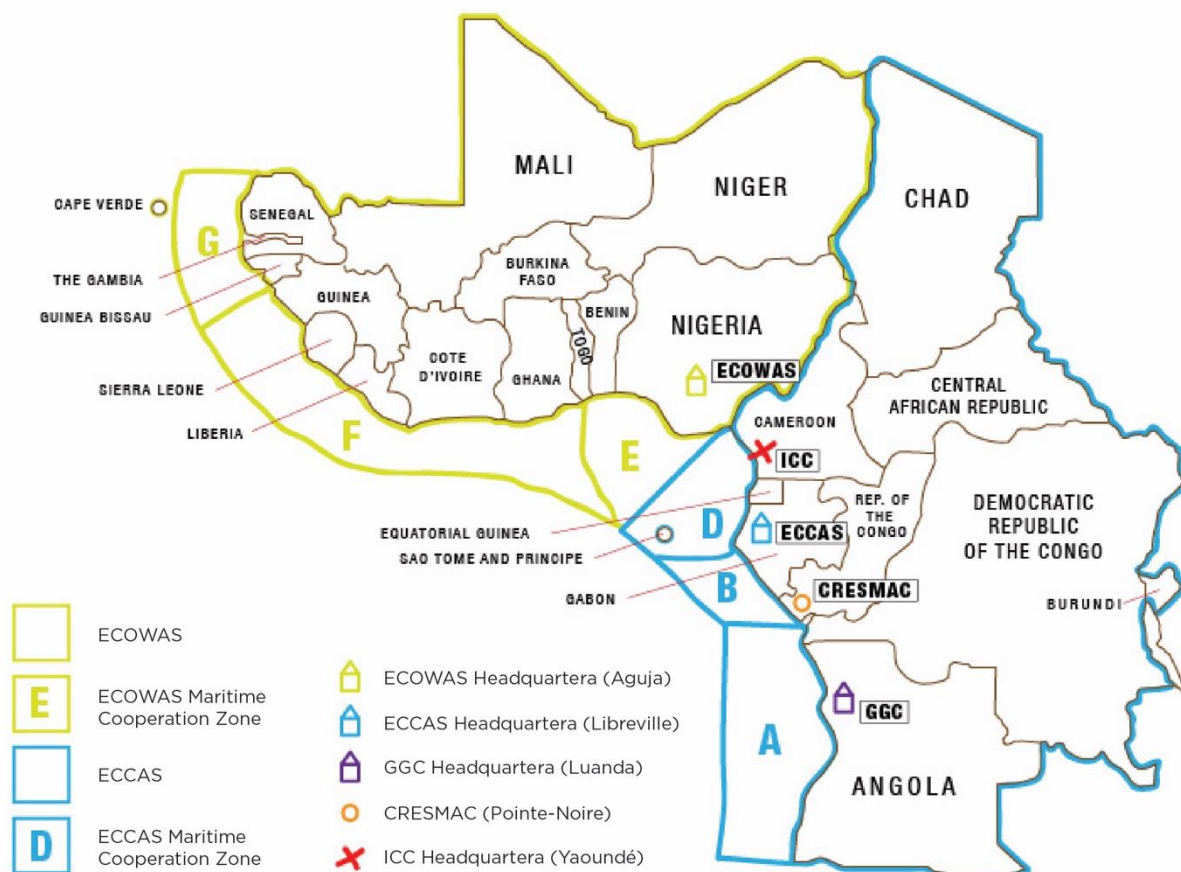 MALI
NIGER
CHAD
CAPE VERDE
SENEGAL
G
THE GAMBIA
BURKINA
FASO
GUINEA
BENIN
GUINEA BISSAU
NIGERIA
TOGO
COTE
D'IVOIRE
GHANA
ECOWAS
SIERRA LEONE
CENTRAL
AFRICAN REPUBLIC
LIBERIA
F
CAMEROON
E
ICC
REP. OF
THE
CONGO
DEMOCRATIC
REPUBLIC
OF THE CONGO
EQUATORIAL GUINEA
D
ECCAS
SAO TOME AND PRINCIPE
B
GABON
CRESMAC
BURUNDI
A
GGC
ANGOLA
ECOWAS
E
ECOWAS Maritime
Cooperation Zone
ECCAS
D
ECCAS Maritime
Cooperation Zone
ECOWAS Headquartera (Aguja)
ECCAS Headquartera (Libreville)
GGC Headquartera (Luanda)
CRESMAC (Pointe-Noire)
ICC Headquartera (Yaoundé)